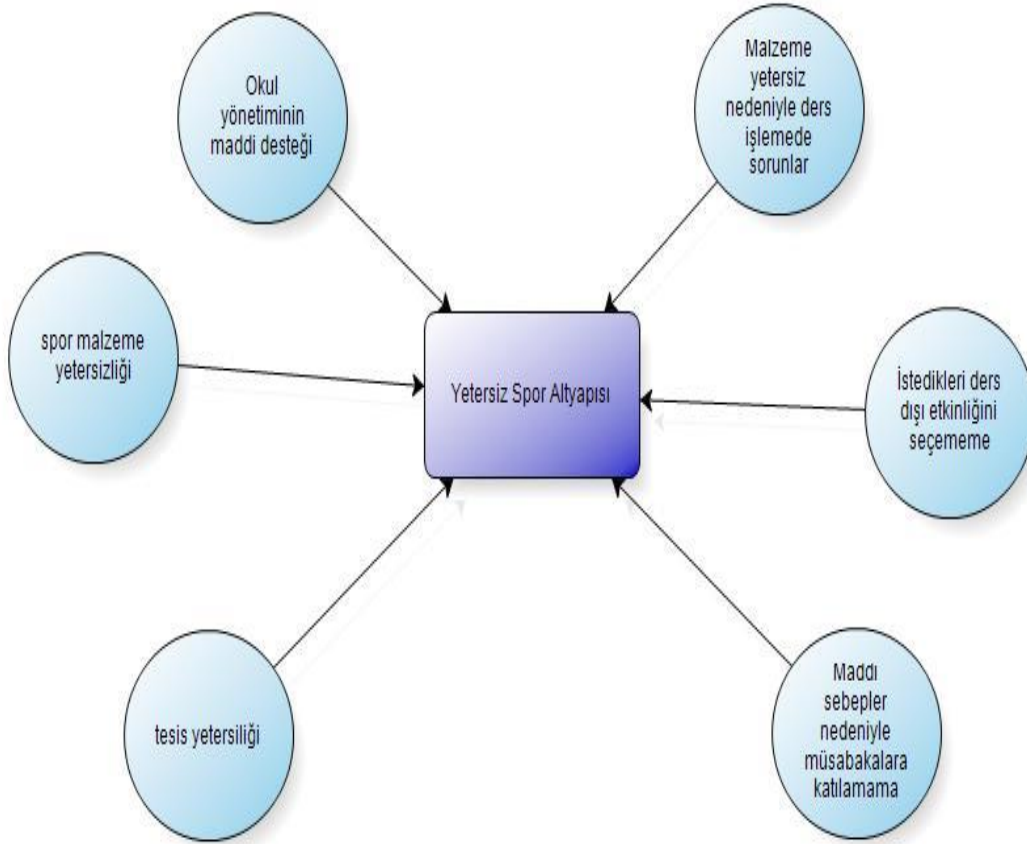 Okul
yönetiminin
maddi desteği
Malzeme
yetersiz
nedeniyle ders
işlemede
sorunlar
spor malzeme
yetersizliği
Yetersiz Spor Altyapısı
İstedikleri ders
dışı etkinliğini
seçememe
tesis yetersiliği
Maddi
sebepler
nedeniyle
müsabakalara
katılamama